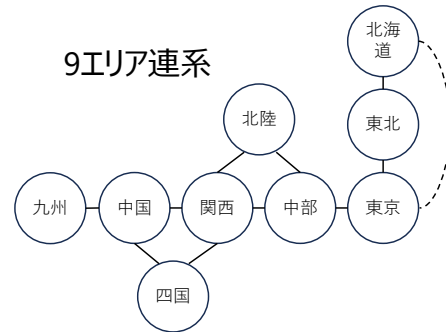 9エリア連系
北海
道
北陸
東北
九州
中国
関西
中部
東京
四国